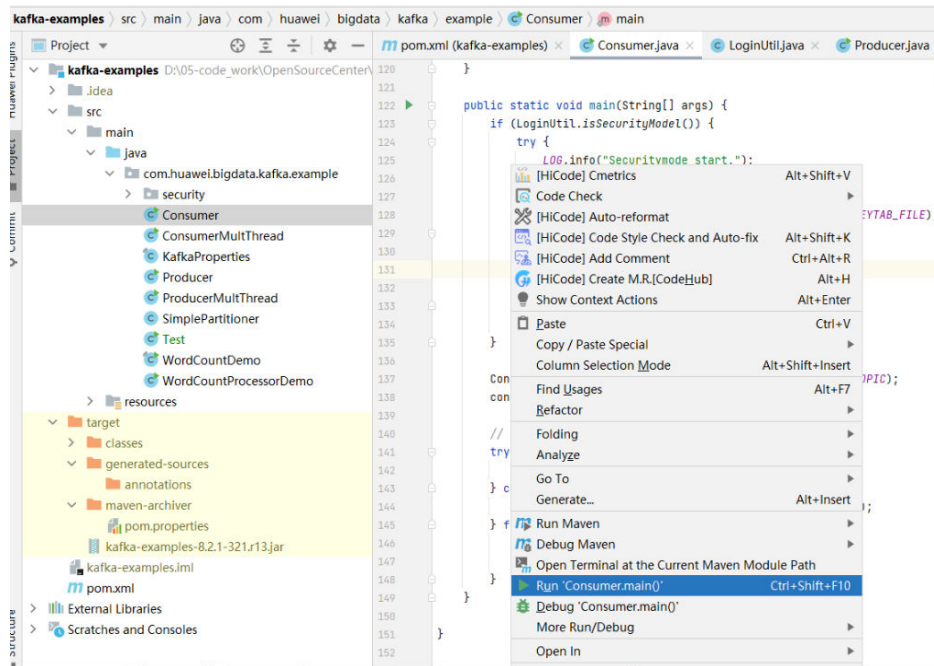 kafka-examples 〉 src 〉 main 〉 java 〉 com 〉 huawei 〉 bigdata 〉 kafka 〉 example 〉 Consumer 〉 main
Project
pom.xml (kafka-examples) × Consumer.java × LoginUtil.java × Producer.java
Huawei Plugins
Project
Commit
Structure
kafka-examples D:\05-code_work\OpenSourceCenter\
.idea
src
main
java
com.huawei.bigdata.kafka.example
security
Consumer
ConsumerMultThread
KafkaProperties
Producer
ProducerMultThread
SimplePartitioner
Test
WordCountDemo
WordCountProcessorDemo
resources
target
classes
generated-sources
annotations
maven-archiver
pom.properties
kafka-examples-8.2.1-321.r13.jar
kafka-examples.iml
pom.xml
External Libraries
Scratches and Consoles
120 }
121
122 public static void main(String[] args) {
123 if (LoginUtil.isSecurityModel()) {
124 try {
125 LOG.info("Securitymode start.");
126
127
128 EYTAB_FILE)
129
130
131
132
133
134
135 }
136
137 Con OPIC);
138 con
139
140 //
141 try
142
143 } c
144 );
145 } f
146
147
148 }
149 }
150
151 }
152
[HiCode] Cmetrics Alt+Shift+V
Code Check
[HiCode] Auto-reformat
[HiCode] Code Style Check and Auto-fix Alt+Shift+K
[HiCode] Add Comment Ctrl+Alt+R
[HiCode] Create M.R.[CodeHub] Alt+H
Show Context Actions Alt+Enter
Paste Ctrl+V
Copy / Paste Special
Column Selection Mode Alt+Shift+Insert
Find Usages Alt+F7
Refactor
Folding
Analyze
Go To
Generate... Alt+Insert
Run Maven
Debug Maven
Open Terminal at the Current Maven Module Path
Run 'Consumer.main()' Ctrl+Shift+F10
Debug 'Consumer.main()'
More Run/Debug
Open In